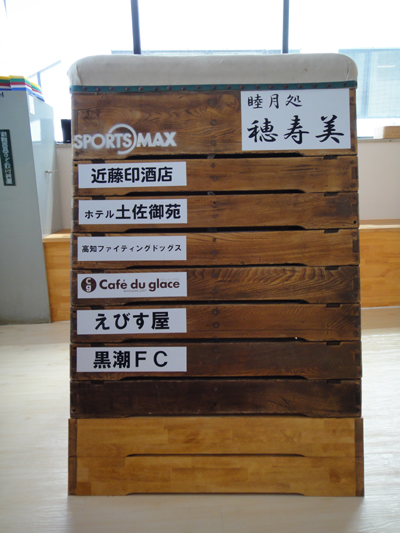 睦月処
穂寿美
SPORTS MAX
近藤印酒店
ホテル土佐御苑
高知ファイティングドックス
Cdg Café du glace
えびす屋
黒潮FC